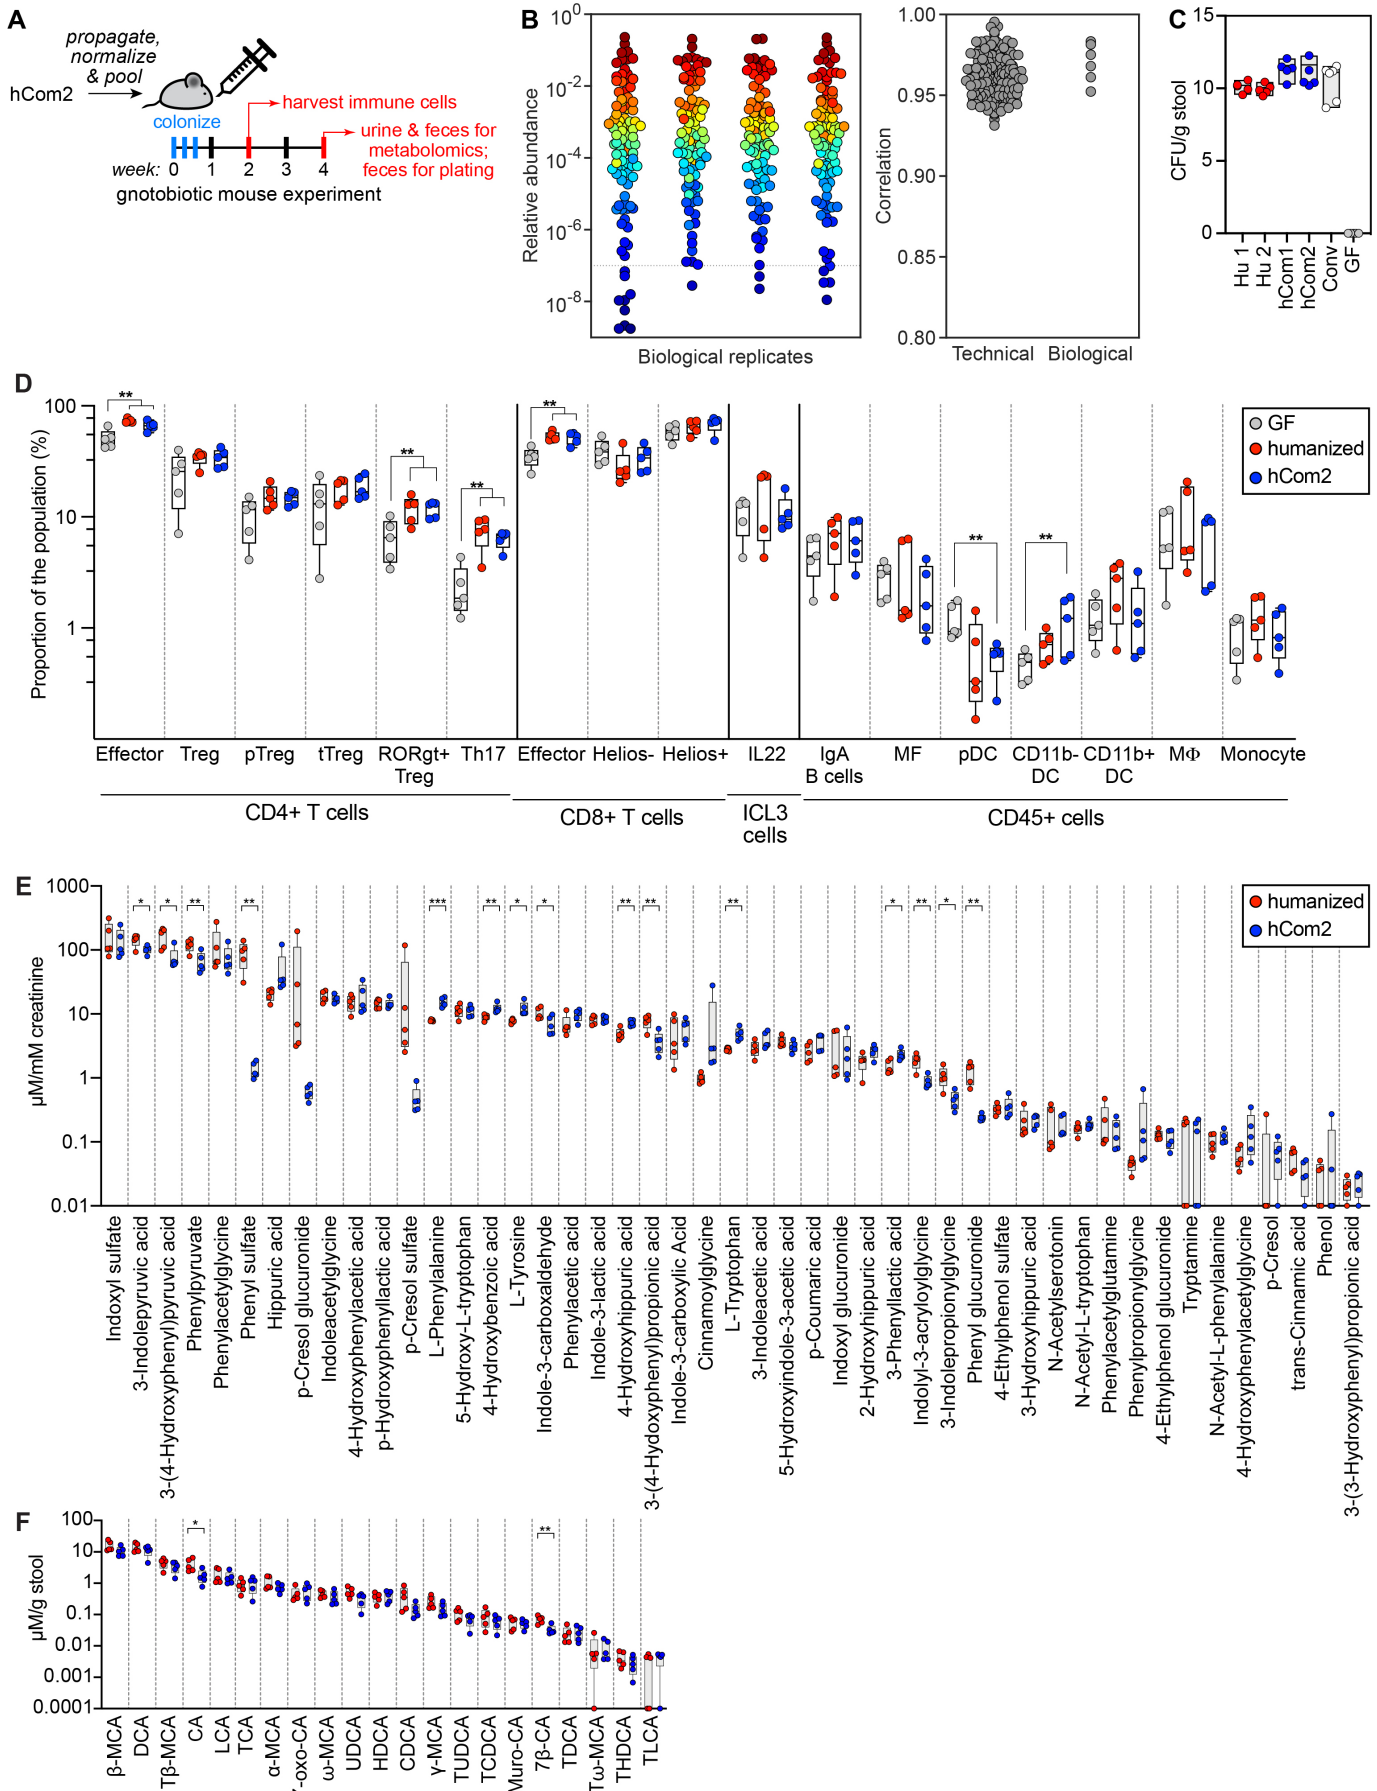 A
propagate,
normalize
& pool
hCom2
colonize
harvest immune cells
urine & feces for
metabolomics;
feces for plating
week: 0 1 2 3 4
gnotobiotic mouse experiment
B
Relative abundance
10⁰
10⁻²
10⁻⁴
10⁻⁶
10⁻⁸
Biological replicates
Correlation
1.00
0.95
0.90
0.85
0.80
Technical Biological
C
CFU/g stool
15
10
5
0
Hu 1
Hu 2
hCom1
hCom2
Conv
GF
D
Proportion of the population (%)
100
10
1
** ** ** ** ** **
GF
humanized
hCom2
Effector Treg pTreg tTreg RORgt+ Treg Th17 Effector Helios- Helios+ IL22 IgA B cells MF pDC CD11b- DC CD11b+ DC MΦ Monocyte
CD4+ T cells
CD8+ T cells
ICL3
cells
CD45+ cells
E
µM/mM creatinine
1000
100
10
1
0.1
0.01
* * ** ** *** ** * * ** ** ** * ** * **
humanized
hCom2
Indoxyl sulfate
3-Indolepyruvic acid
3-(4-Hydroxyphenyl)pyruvic acid
Phenylpyruvate
Phenylacetylglycine
Phenyl sulfate
Hippuric acid
p-Cresol glucuronide
Indoleacetylglycine
4-Hydroxyphenylacetic acid
p-Hydroxyphenyllactic acid
p-Cresol sulfate
L-Phenylalanine
5-Hydroxy-L-tryptophan
4-Hydroxybenzoic acid
L-Tyrosine
Indole-3-carboxaldehyde
Phenylacetic acid
Indole-3-lactic acid
4-Hydroxyhippuric acid
3-(4-Hydoxyphenyl)propionic acid
Indole-3-carboxylic Acid
Cinnamoylglycine
L-Tryptophan
3-Indoleacetic acid
5-Hydroxyindole-3-acetic acid
p-Coumaric acid
Indoxyl glucuronide
2-Hydroxyhippuric acid
3-Phenyllactic acid
Indolyl-3-acryloylglycine
3-Indolepropionylglycine
Phenyl glucuronide
4-Ethylphenol sulfate
3-Hydroxyhippuric acid
N-Acetylserotonin
N-Acetyl-L-tryptophan
Phenylacetylglutamine
Phenylpropionylglycine
4-Ethylphenol glucuronide
Tryptamine
N-Acetyl-L-phenylalanine
4-Hydroxyphenylacetylglycine
p-Cresol
trans-Cinnamic acid
Phenol
3-(3-Hydroxyphenyl)propionic acid
F
µM/g stool
100
10
1
0.1
0.01
0.001
0.0001
* **
β-MCA
DCA
Tβ-MCA
CA
LCA
TCA
α-MCA
-oxo-CA
ω-MCA
UDCA
HDCA
CDCA
γ-MCA
TUDCA
TCDCA
Muro-CA
7β-CA
TDCA
Tω-MCA
THDCA
TLCA